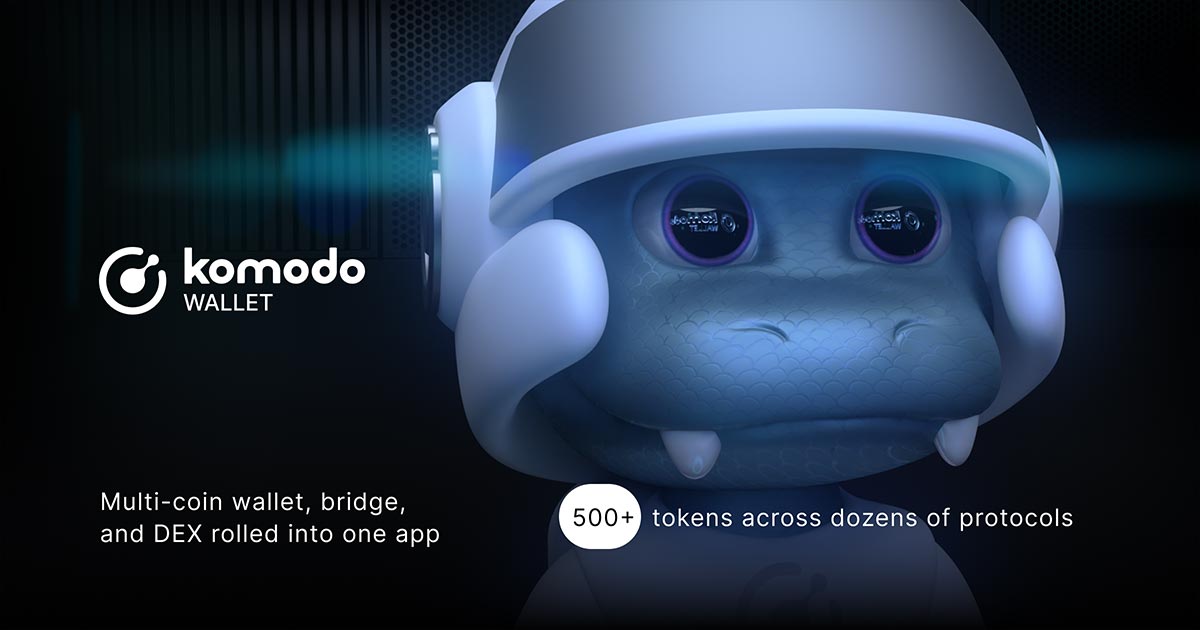 komodo
WALLET
Multi-coin wallet, bridge,
and DEX rolled into one app
500+ tokens across dozens of protocols